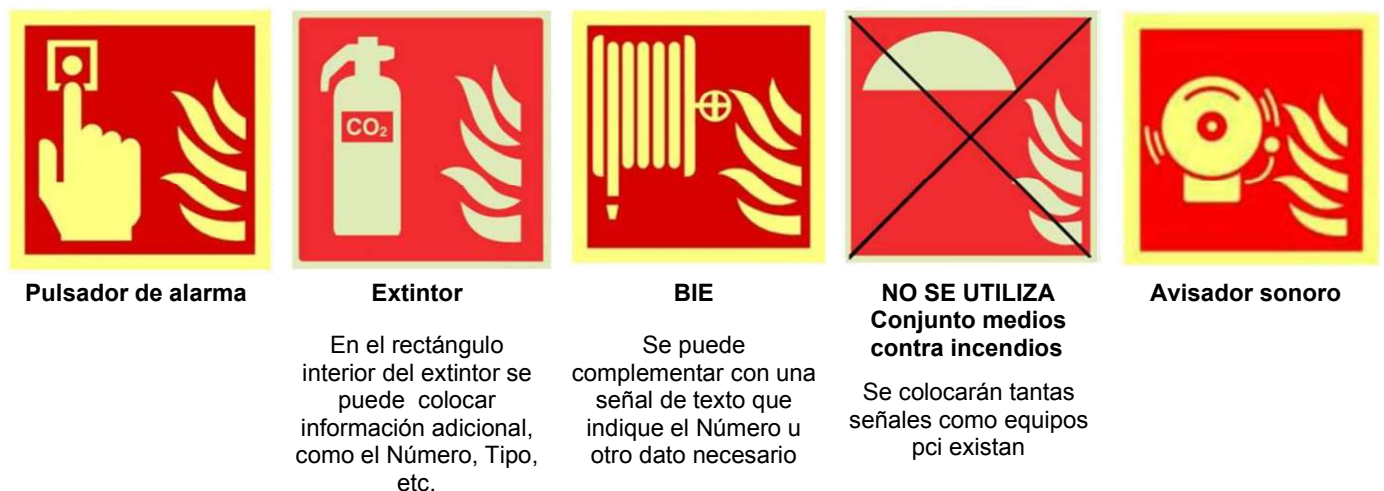 CO₂
Pulsador de alarma
Extintor
En el rectángulo
interior del extintor se
puede colocar
información adicional,
como el Número, Tipo,
etc.
BIE
Se puede
complementar con una
señal de texto que
indique el Número u
otro dato necesario
NO SE UTILIZA
Conjunto medios
contra incendios
Se colocarán tantas
señales como equipos
pci existan
Avisador sonoro